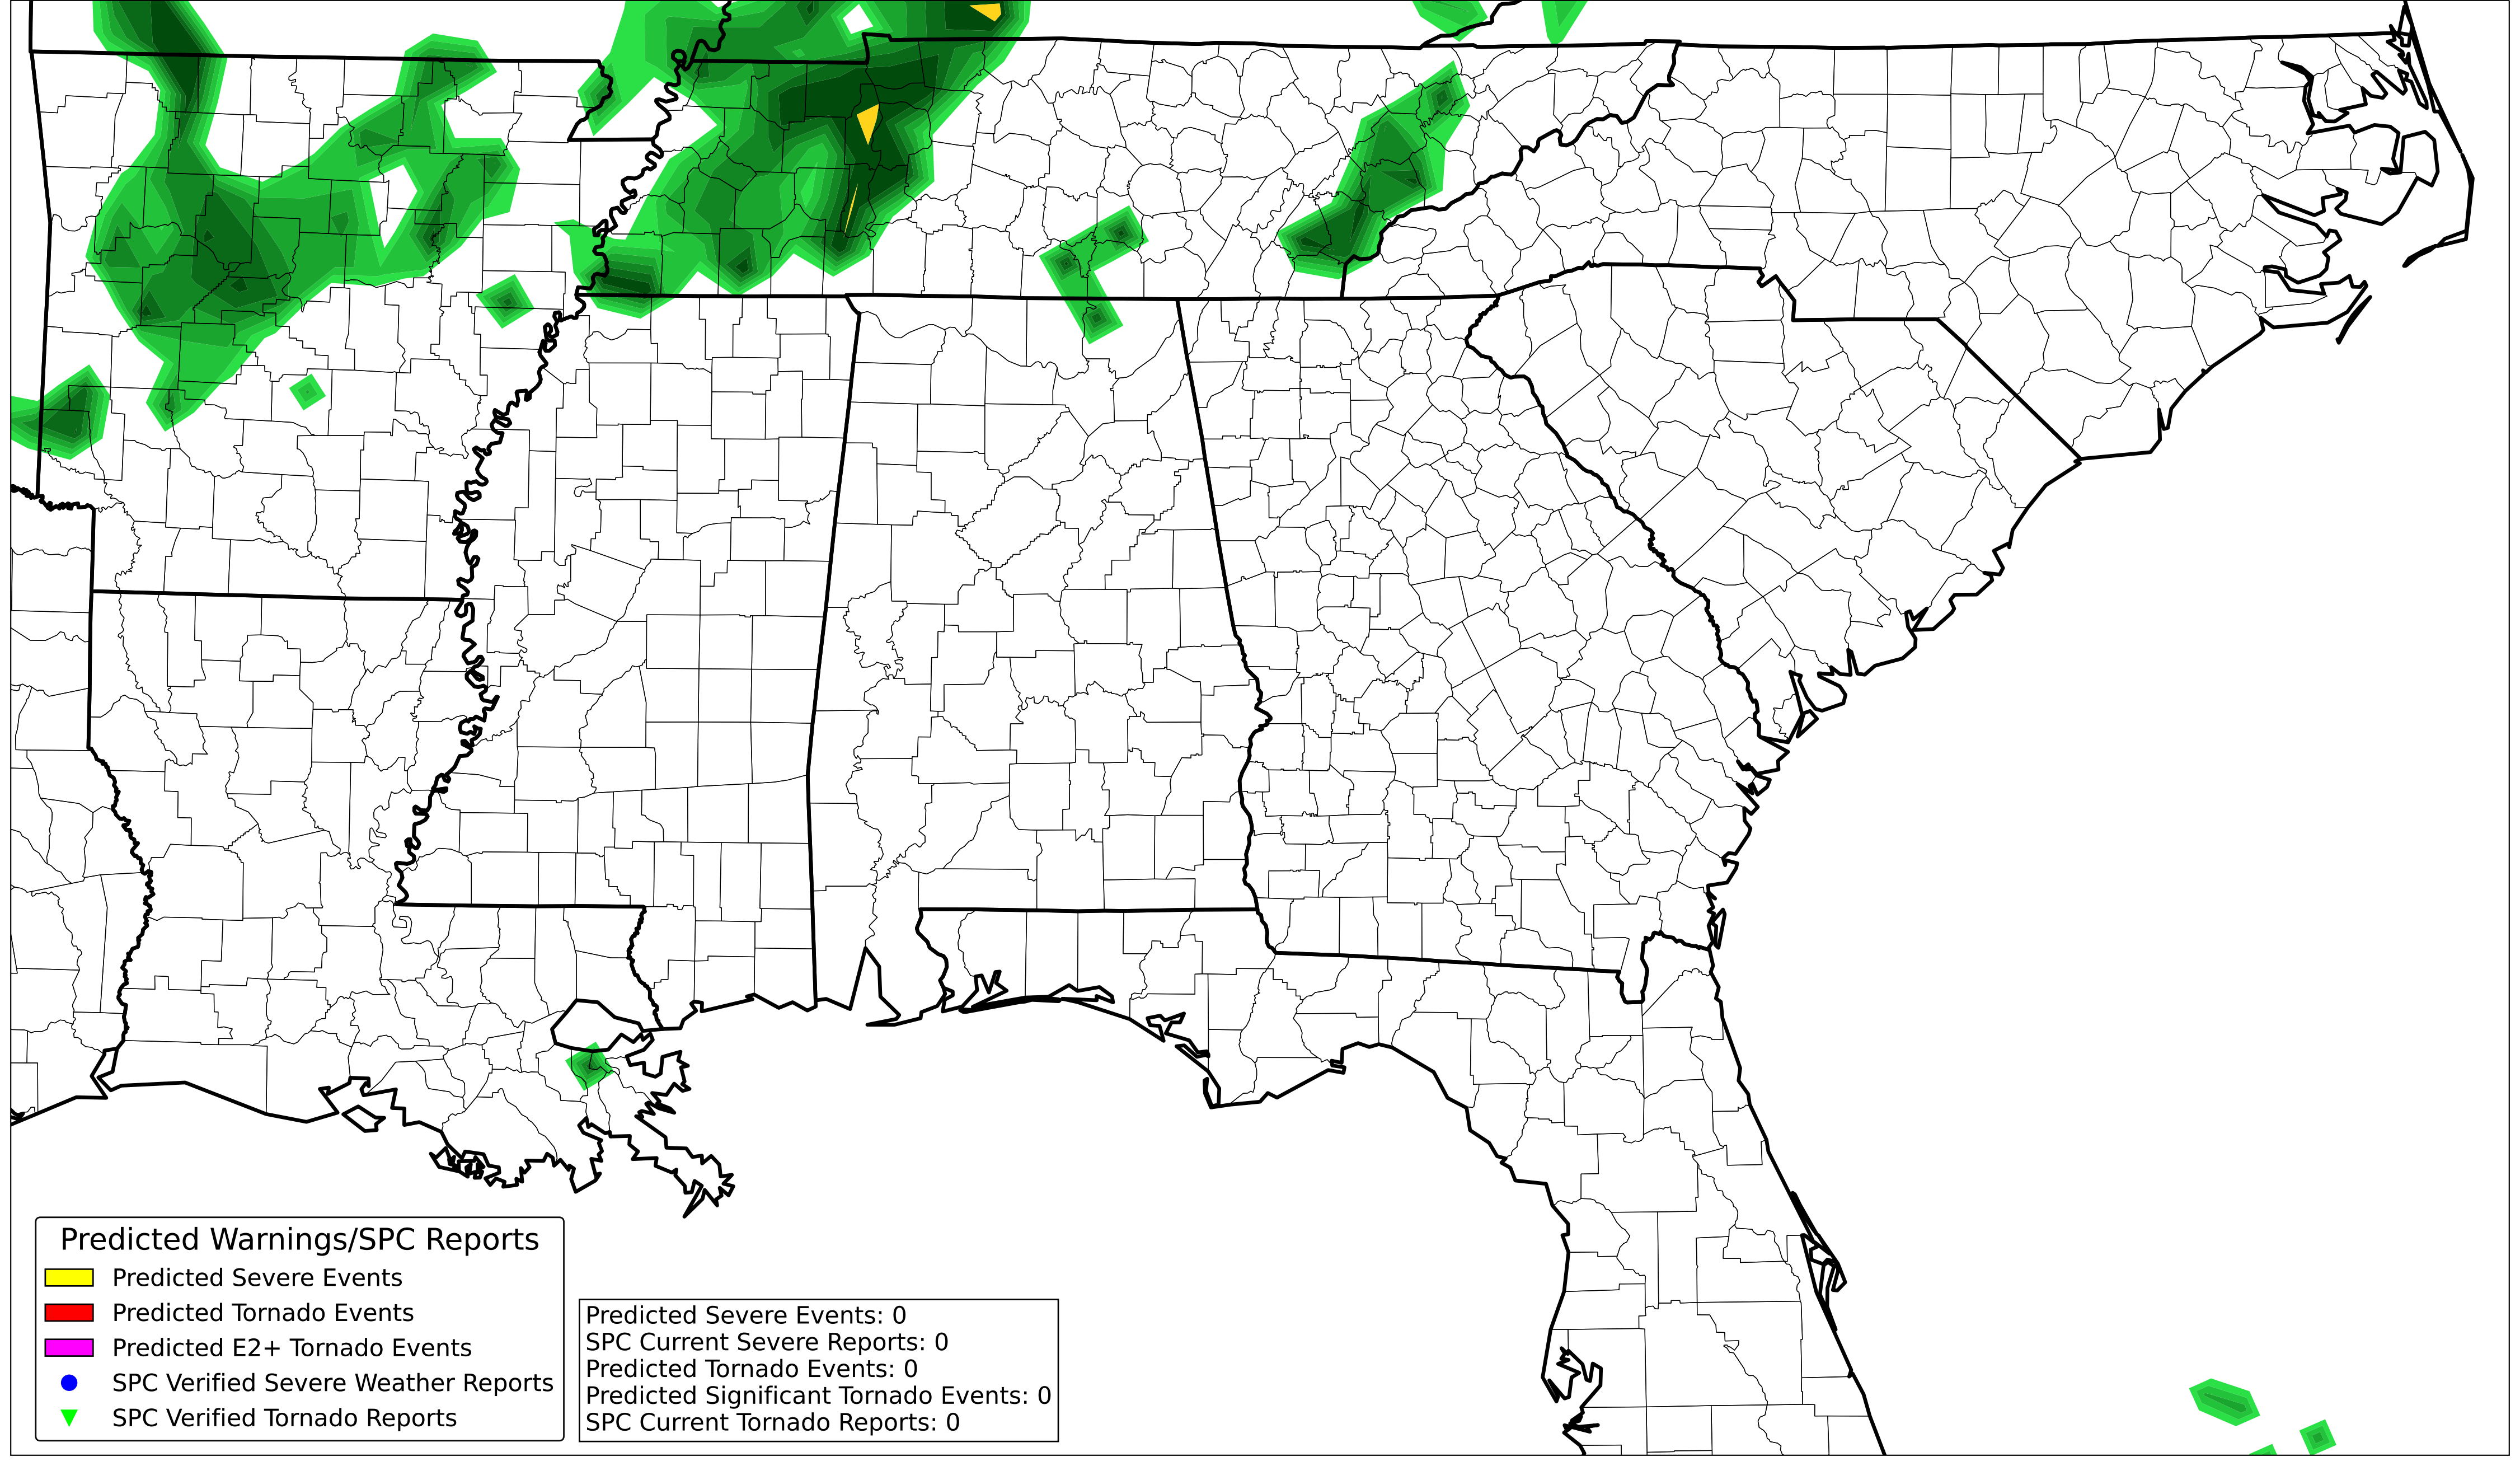 Predicted Warnings/SPC Reports
Predicted Severe Events
Predicted Tornado Events
Predicted E2+ Tornado Events
SPC Verified Severe Weather Reports
SPC Verified Tornado Reports
Predicted Severe Events: 0
SPC Current Severe Reports: 0
Predicted Tornado Events: 0
Predicted Significant Tornado Events: 0
SPC Current Tornado Reports: 0